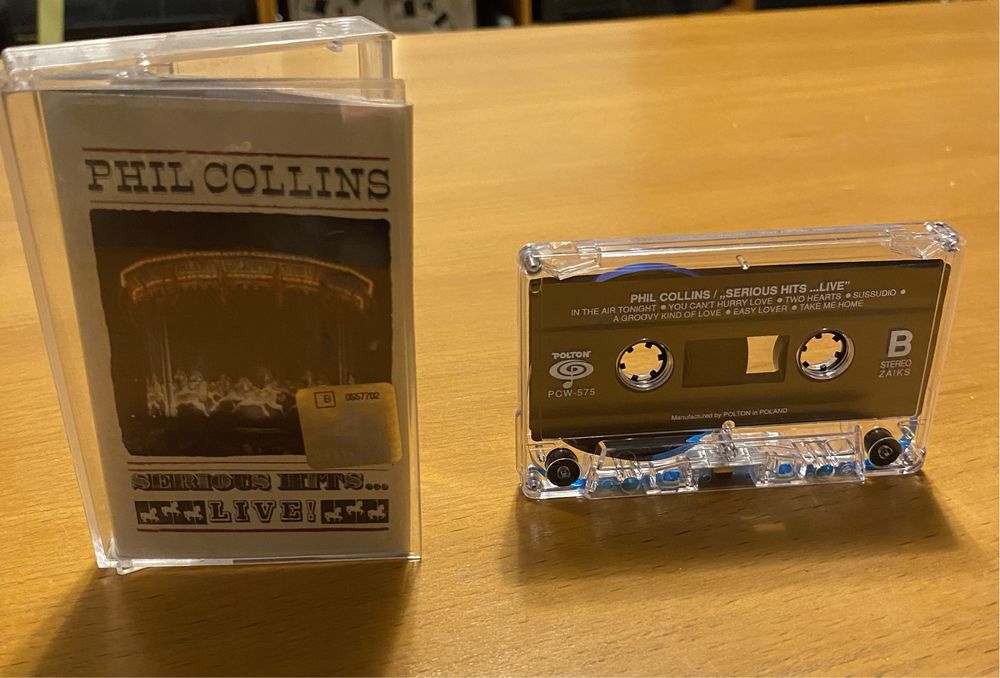 PHIL COLLINS
B 0557702
SERIOUS HITS...
LIVE!
PHIL COLLINS / „SERIOUS HITS ...LIVE”
IN THE AIR TONIGHT ● YOU CAN'T HURRY LOVE ● TWO HEARTS ● SUSSUDIO ●
A GROOVY KIND OF LOVE ● EASY LOVER ● TAKE ME HOME
POLTON
PCW-575
B
STEREO
ZAIKS
Manufactured by POLTON in POLAND